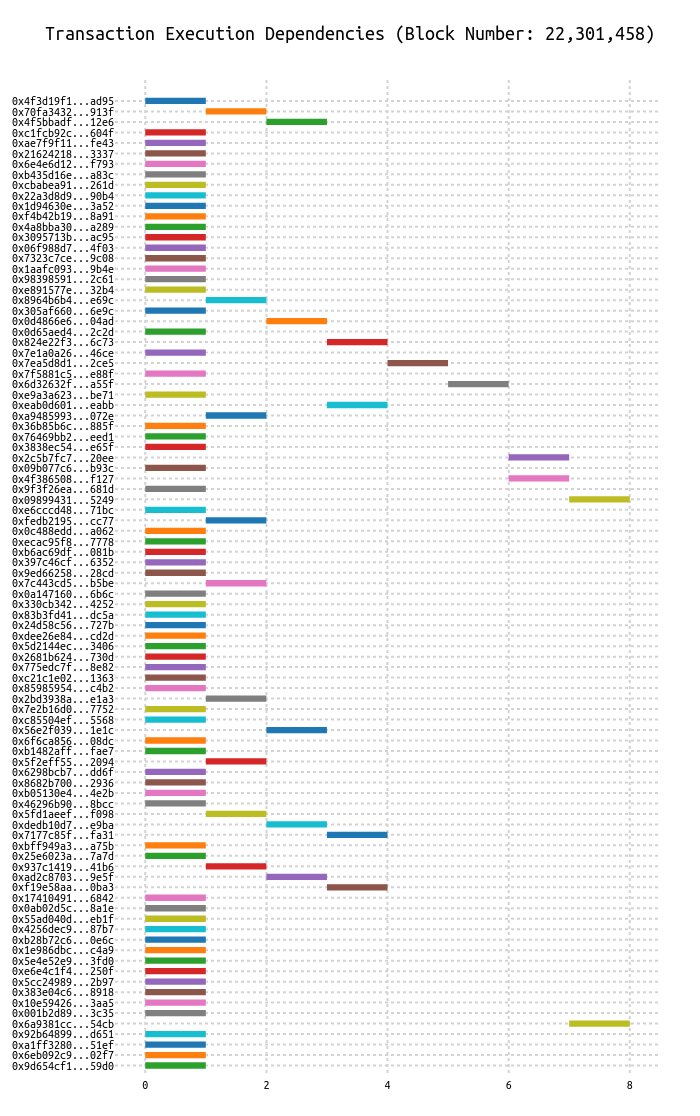 Transaction Execution Dependencies (Block Number: 22,301,458)
0x4f3d19f1...ad95
0x70fa3432...913f
0x4f5bbadf...12e6
0xc1fcb92c...604f
0xae7f9f11...fe43
0x21624218...3337
0x6e4e6d12...f793
0xb435d16e...a83c
0xcbabea91...261d
0x22a3d8d9...90b4
0x1d94630e...3a52
0xf4b42b19...8a91
0x4a8bba30...a289
0x3095713b...ac95
0x06f988d7...4f03
0x7323c7ce...9c08
0x1aafc093...9b4e
0x98398591...2c61
0xe891577e...32b4
0x8964b6b4...e69c
0x305af660...6e9c
0x0d4866e6...04ad
0x0d65aed4...2c2d
0x824e22f3...6c73
0x7e1a0a26...46ce
0x7ea5d8d1...2ce5
0x7f5881c5...e88f
0x6d32632f...a55f
0xe9a3a623...be71
0xeab0d601...eabb
0xa9485993...072e
0x36b85b6c...885f
0x76469bb2...eed1
0x3838ec54...e65f
0x2c5b7fc7...20ee
0x09b077c6...b93c
0x4f386508...f127
0x9f3f26ea...681d
0x09899431...5249
0xe6cccd48...71bc
0xfedb2195...cc77
0x0c488edd...a062
0xecac95f8...7778
0xb6ac69df...081b
0x397c46cf...6352
0x9ed66258...28cd
0x7c443cd5...b5be
0x0a147160...6b6c
0x330cb342...4252
0x83b3fd41...dc5a
0x24d58c56...727b
0xdee26e84...cd2d
0x5d2144ec...3406
0x2681b624...730d
0x775edc7f...8e82
0xc21c1e02...1363
0x85985954...c4b2
0x2bd3938a...e1a3
0x7e2b16d0...7752
0xc85504ef...5568
0x56e2f039...1e1c
0x6f6ca856...08dc
0xb1482aff...fae7
0x5f2eff55...2094
0x6298bcb7...dd6f
0x8682b700...2936
0xb05130e4...4e2b
0x46296b90...8bcc
0x5fd1aeef...f098
0xdedb10d7...e9ba
0x7177c85f...fa31
0xbff949a3...a75b
0x25e6023a...7a7d
0x937c1419...41b6
0xad2c8703...9e5f
0xf19e58aa...0ba3
0x17410491...6842
0x0ab02d5c...8a1e
0x55ad040d...eb1f
0x4256dec9...87b7
0xb28b72c6...0e6c
0x1e986dbc...c4a9
0x5e4e52e9...3fd0
0xe6e4c1f4...250f
0x5cc24989...2b97
0x383e04c6...8918
0x10e59426...3aa5
0x001b2d89...3c35
0x6a9381cc...54cb
0x92b64899...d651
0xa1ff3280...51ef
0x6eb092c9...02f7
0x9d654cf1...59d0
0 2 4 6 8